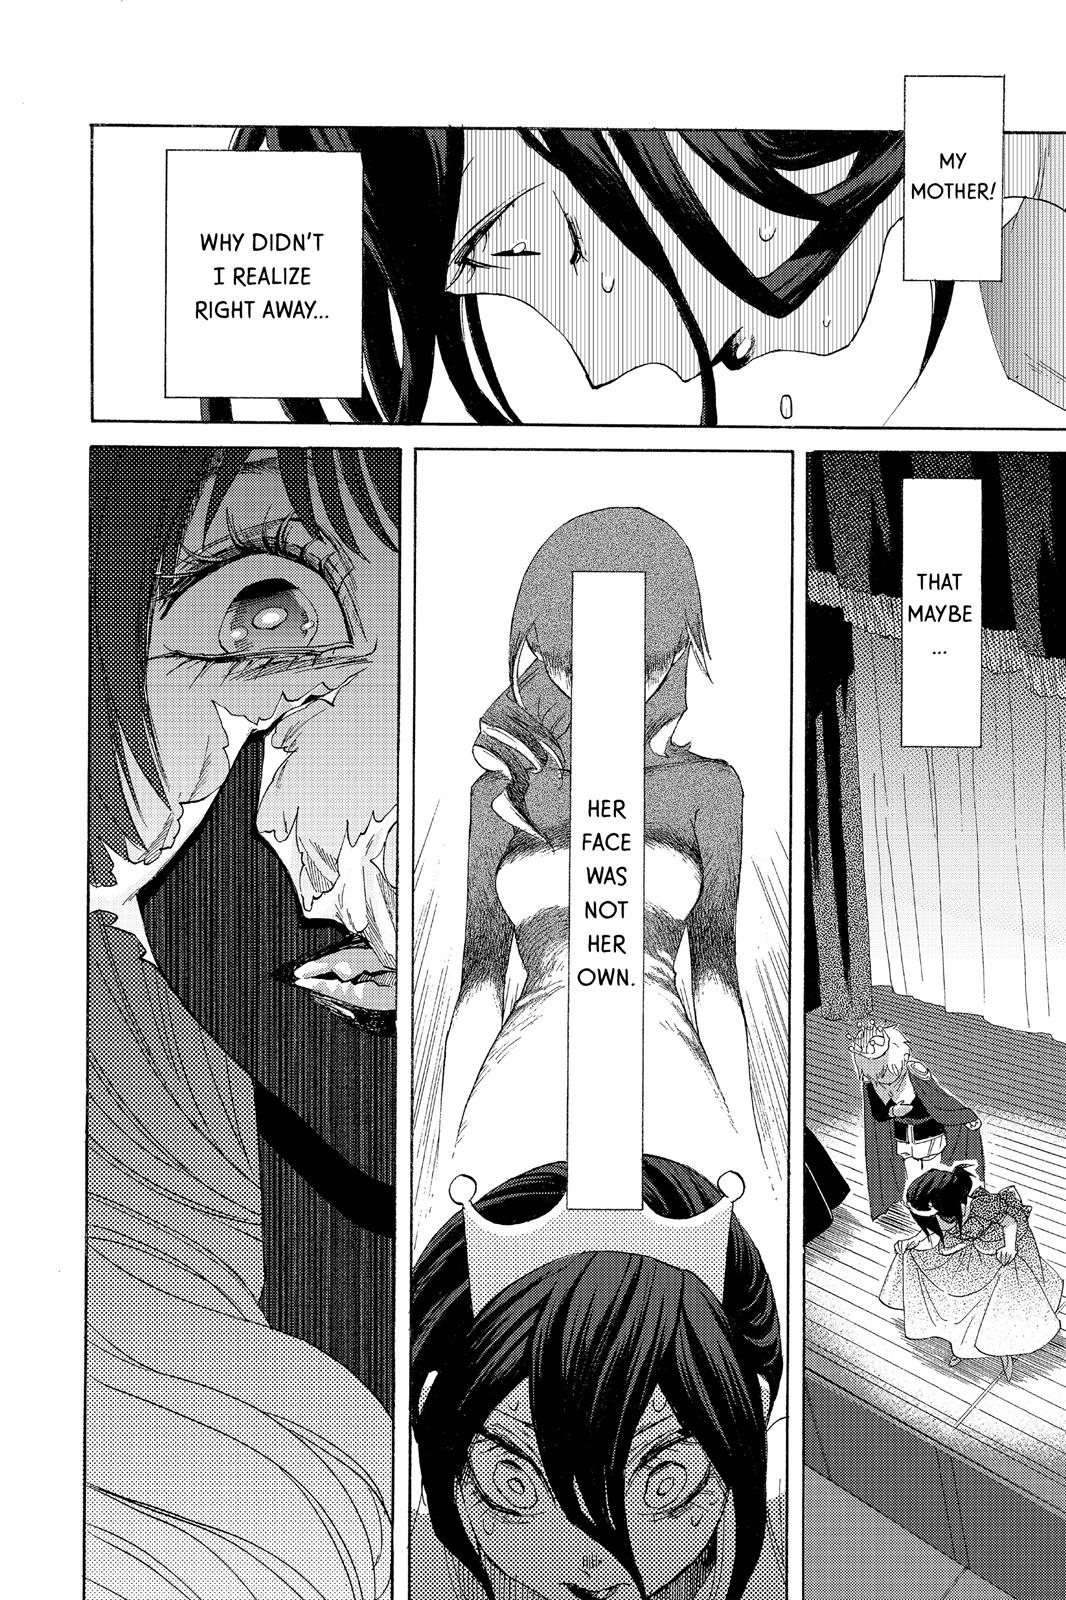 MY
MOTHER!
WHY DIDN'T
I REALIZE
RIGHT AWAY...
THAT
MAYBE
...
HER
FACE
WAS
NOT
HER
OWN.